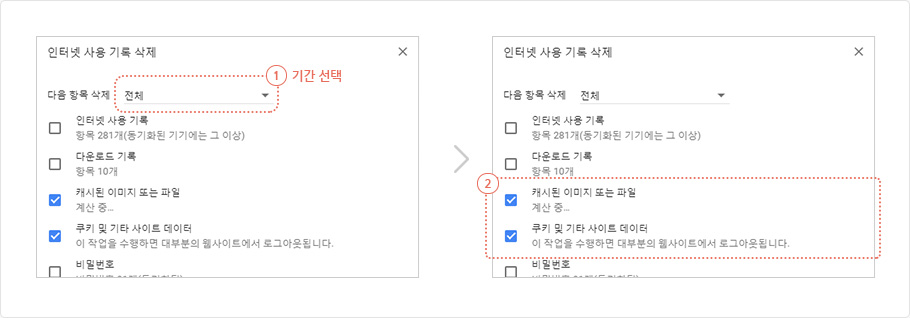 인터넷 사용 기록 삭제
① 기간 선택
다음 항목 삭제 전체
인터넷 사용 기록
항목 281개(동기화된 기기에는 그 이상)
다운로드 기록
항목 10개
캐시된 이미지 또는 파일
계산 중...
쿠키 및 기타 사이트 데이터
이 작업을 수행하면 대부분의 웹사이트에서 로그아웃됩니다.
비밀번호
인터넷 사용 기록 삭제
다음 항목 삭제 전체
인터넷 사용 기록
항목 281개(동기화된 기기에는 그 이상)
다운로드 기록
항목 10개
②
캐시된 이미지 또는 파일
계산 중...
쿠키 및 기타 사이트 데이터
이 작업을 수행하면 대부분의 웹사이트에서 로그아웃됩니다.
비밀번호